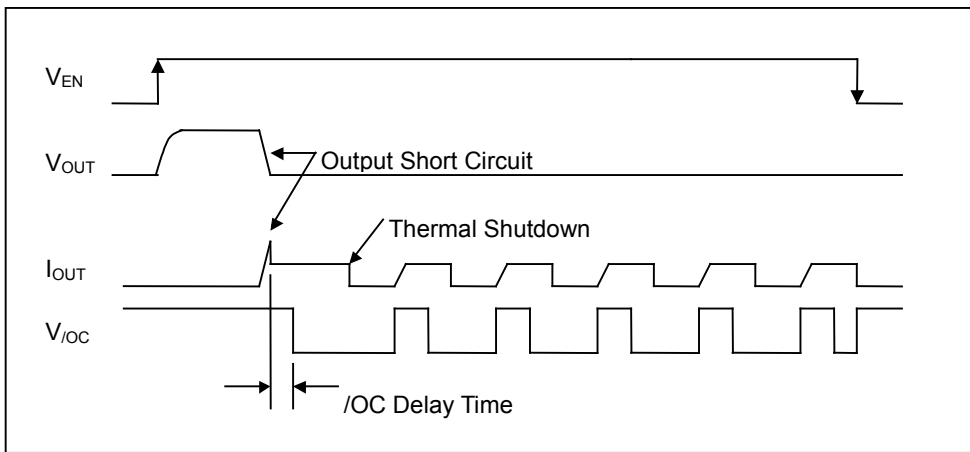 VEN
VOUT
Output Short Circuit
Thermal Shutdown
IOUT
V/OC
/OC Delay Time